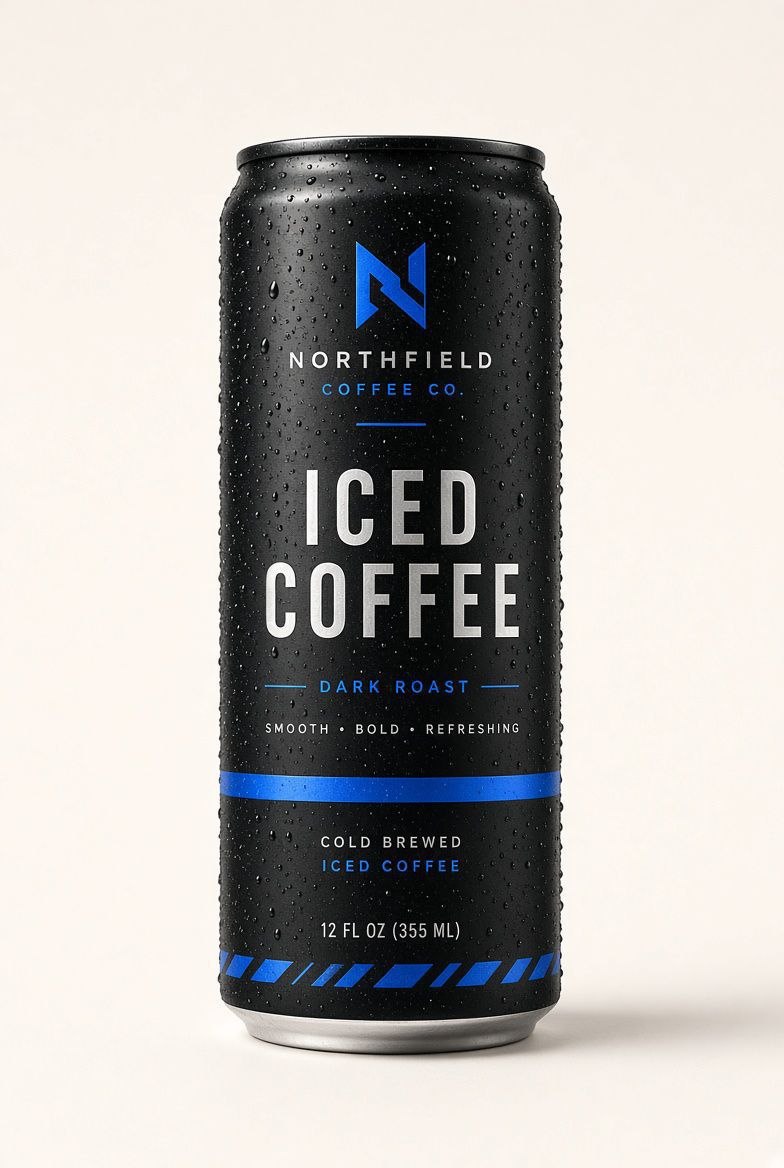 N
NORTHFIELD
COFFEE CO.
ICED
COFFEE
DARK ROAST
SMOOTH • BOLD • REFRESHING
COLD BREWED
ICED COFFEE
12 FL OZ (355 ML)